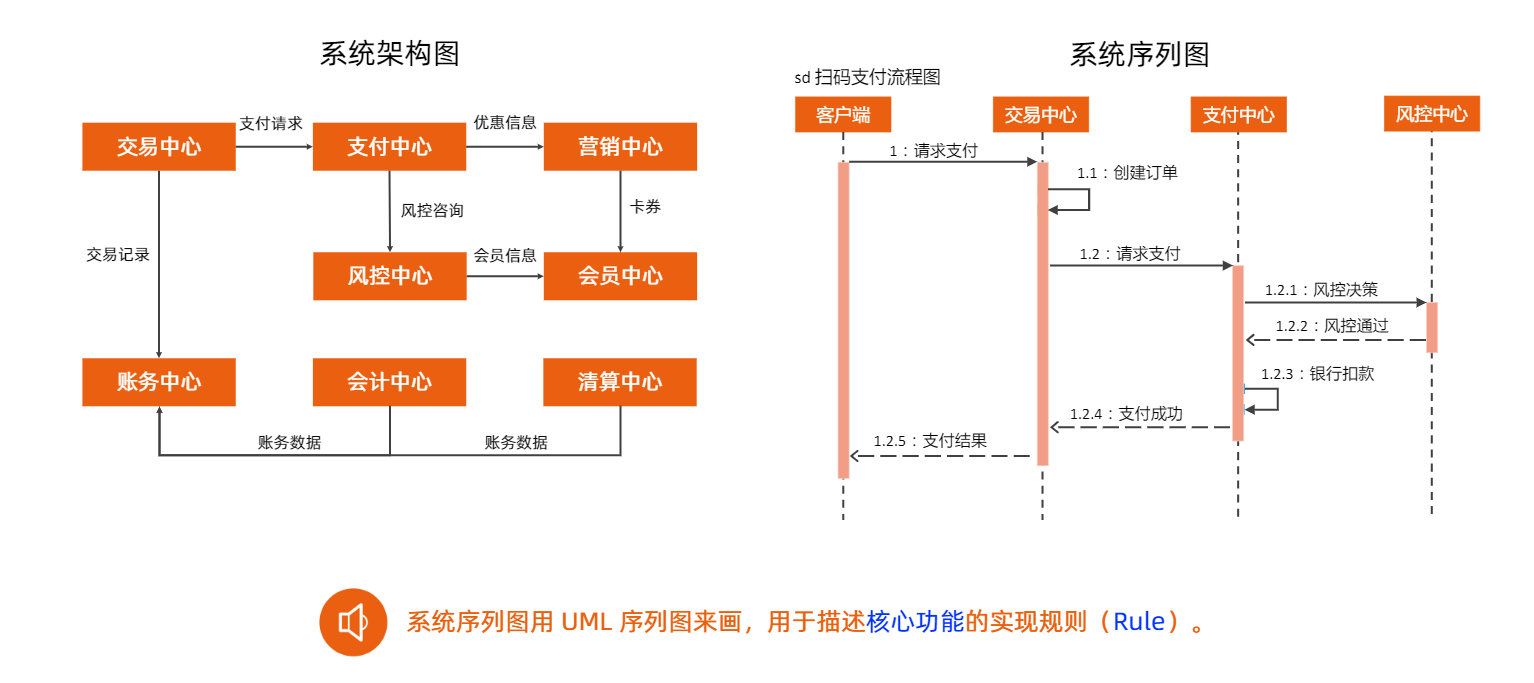 系统架构图
交易中心
支付请求
支付中心
优惠信息
营销中心
交易记录
风控咨询
卡券
风控中心
会员信息
会员中心
账务中心
会计中心
清算中心
账务数据
账务数据
系统序列图
sd 扫码支付流程图
客户端
交易中心
支付中心
风控中心
1：请求支付
1.1：创建订单
1.2：请求支付
1.2.1：风控决策
1.2.2：风控通过
1.2.3：银行扣款
1.2.4：支付成功
1.2.5：支付结果
系统序列图用 UML 序列图来画，用于描述核心功能的实现规则（Rule）。